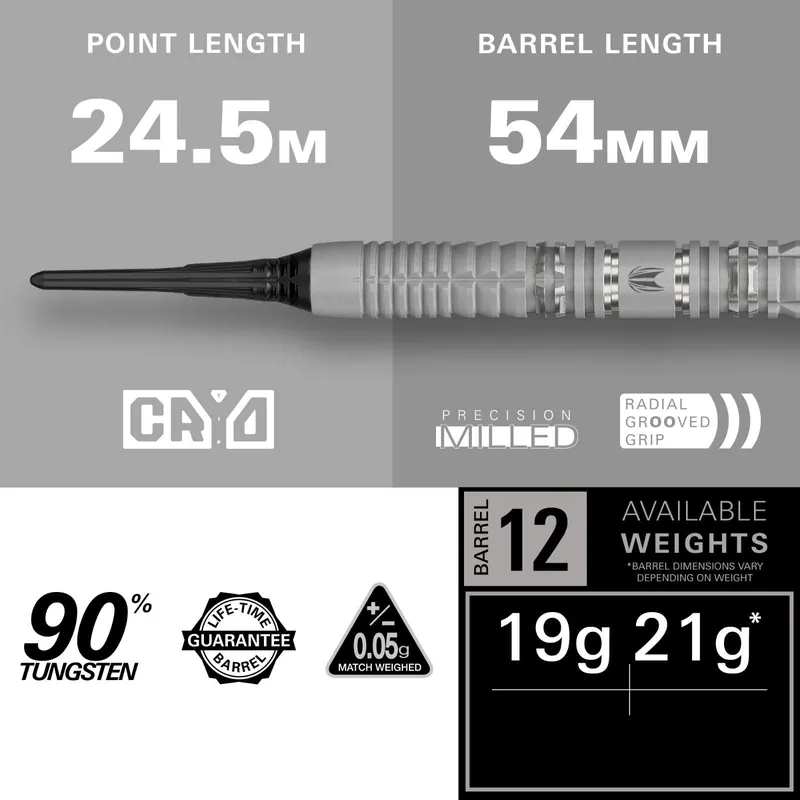 POINT LENGTH
24.5M
BARREL LENGTH
54MM
CRYO
PRECISION
MILLED
RADIAL
GROOVED
GRIP
90%
TUNGSTEN
LIFE-TIME
GUARANTEE
BARREL
+/-
0.05g
MATCH WEIGHED
BARREL
12
AVAILABLE
WEIGHTS
*BARREL DIMENSIONS VARY
DEPENDING ON WEIGHT
19g 21g*